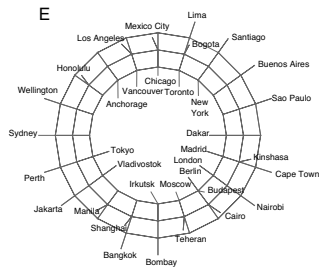 E
Lima
Mexico City
Santiago
Los Angeles
Bogota
Honolulu
Buenos Aires
Chicago
Vancouver Toronto
Wellington
Anchorage
New
York
Sao Paulo
Sydney
Dakar
Tokyo
Madrid
Kinshasa
Vladivostok
London
Perth
Berlin
Cape Town
Irkutsk
Moscow
Budapest
Jakarta
Manila
Nairobi
Cairo
Shanghai
Teheran
Bangkok
Bombay